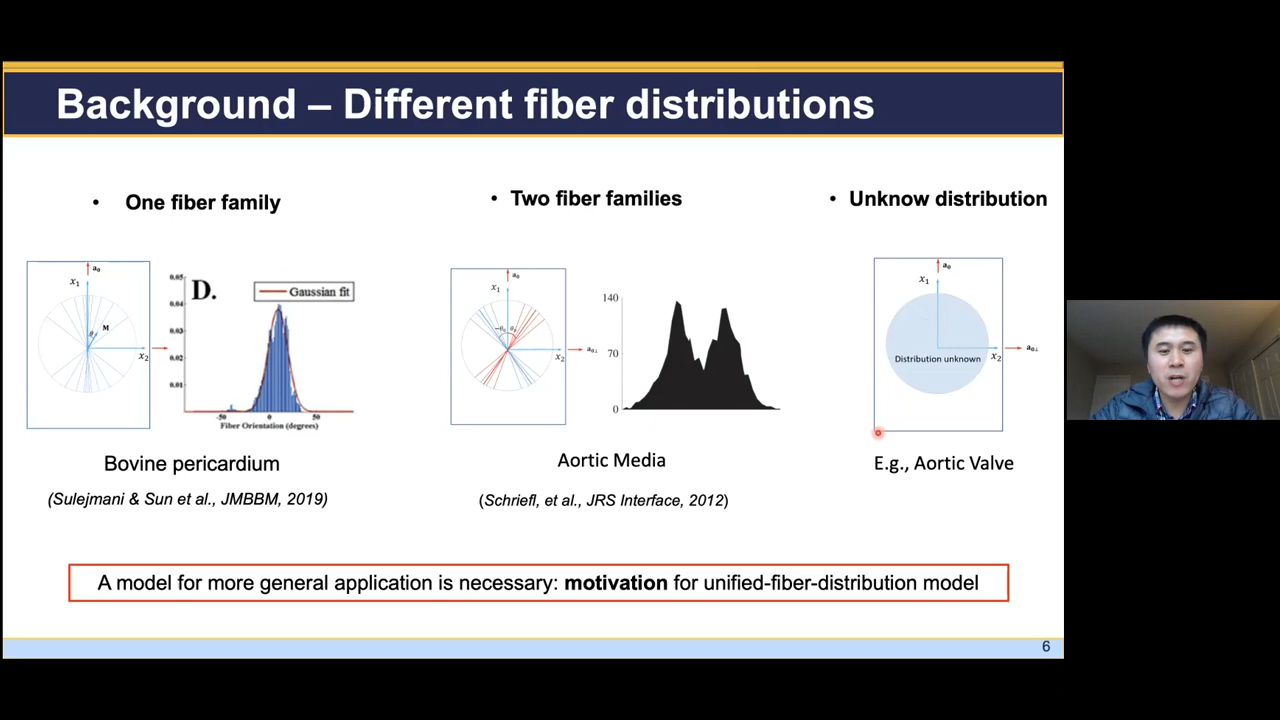 Background – Different fiber distributions
• One fiber family
• Two fiber families
• Unknow distribution
a₀
x₁
θ
M
x₂
D.
Gaussian fit
0.05
0.04
0.03
0.02
0.01
-50
0
50
Fiber Orientation (degrees)
a₀
x₁
x₂
a₀⊥
140
70
0
a₀
x₁
Distribution unknown
x₂
a₀⊥
Bovine pericardium
Aortic Media
E.g., Aortic Valve
(Sulejmani & Sun et al., JMBBM, 2019)
(Schriefl, et al., JRS Interface, 2012)
A model for more general application is necessary: motivation for unified-fiber-distribution model
6